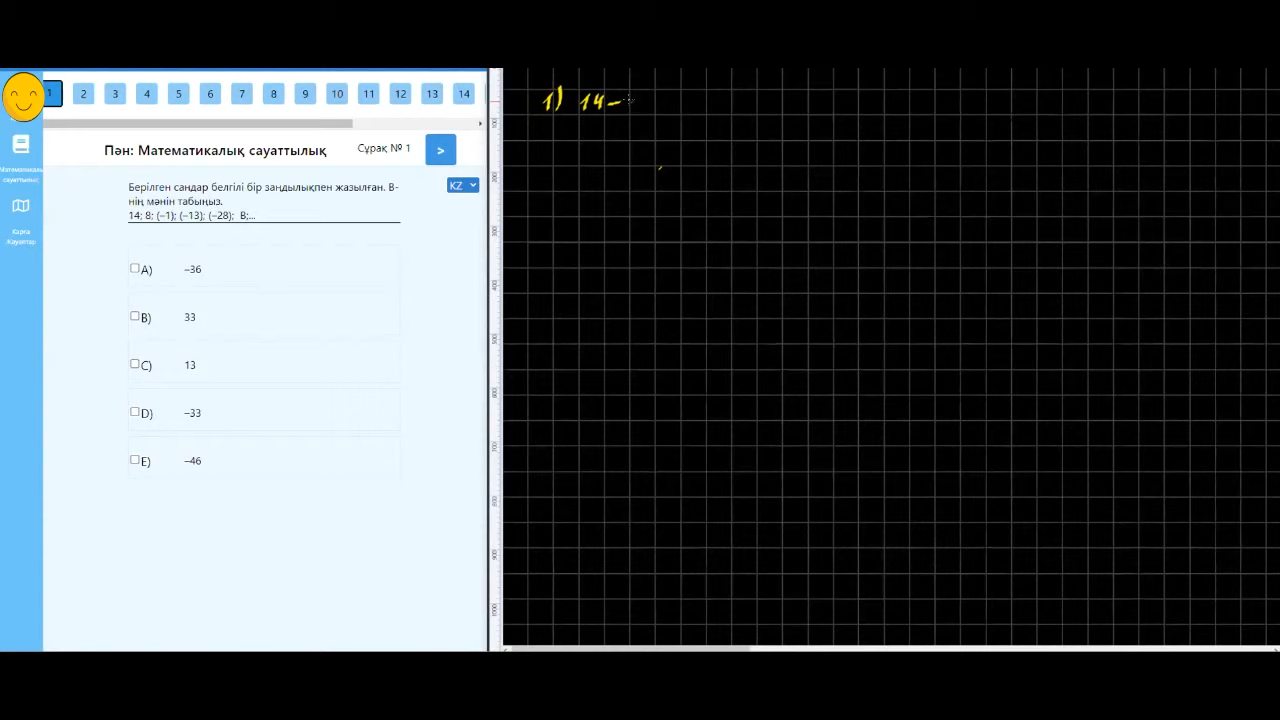 1 2 3 4 5 6 7 8 9 10 11 12 13 14
Пән: Математикалық сауаттылық
Сұрақ № 1
>
KZ
Берілген сандар белгілі бір заңдылықпен жазылған. В-
нің мәнін табыңыз.
14; 8; (–1); (–13); (–28);  В;...
A) –36
B) 33
C) 13
D) –33
E) –46
Карта
1) 14 –